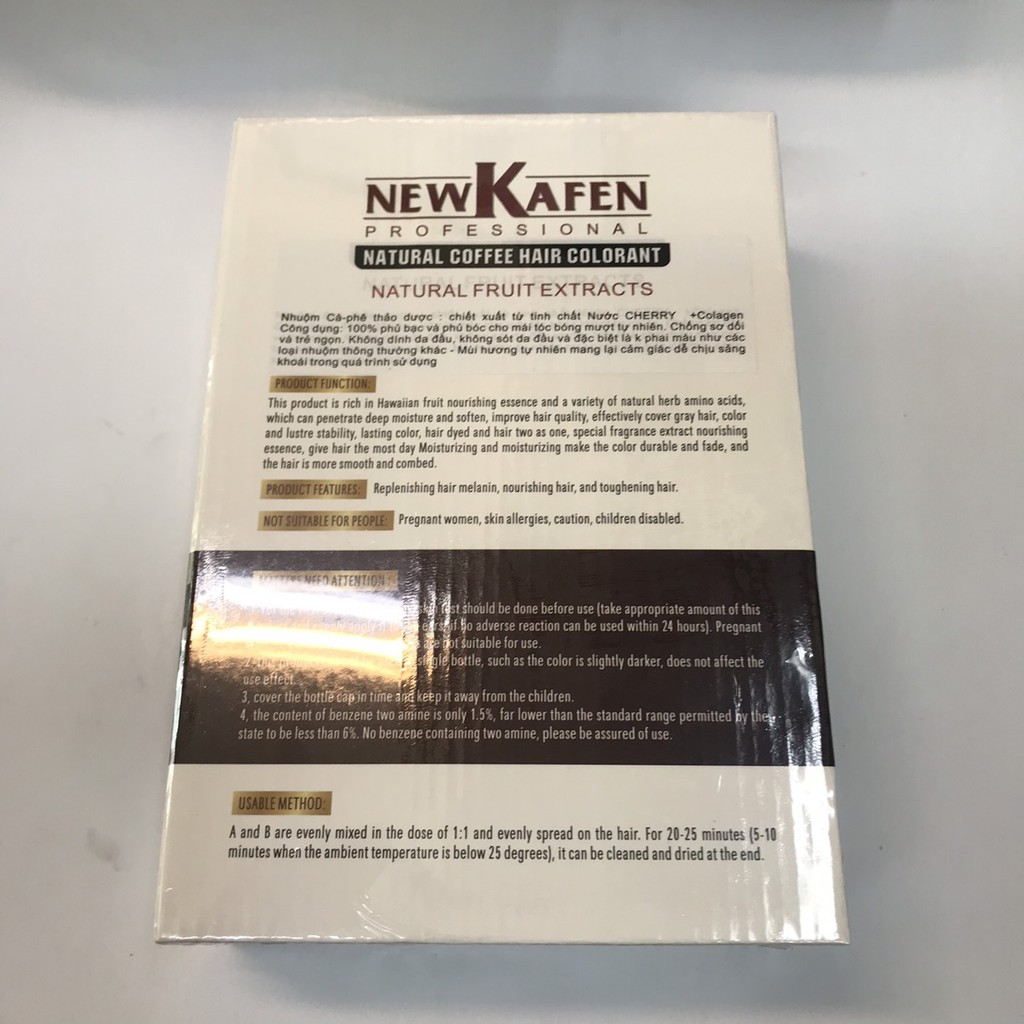 NEWKAFEN
PROFESSIONAL
NATURAL COFFEE HAIR COLORANT
NATURAL FRUIT EXTRACTS
Nhuộm Cà-phê thảo dược : chiết xuất từ tinh chất Nước CHERRY +Colagen
Công dụng: 100% phủ bạc và phủ bóc cho mái tóc bóng mượt tự nhiên. Chống sơ dối
và trẻ ngọn. Không dính da đầu, không sót da đầu và đặc biệt là k phai màu như các
loại nhuộm thông thường khác - Mùi hương tự nhiên mang lại cảm giác dễ chịu sảng
khoái trong quá trình sử dụng
PRODUCT FUNCTION:
This product is rich in Hawaiian fruit nourishing essence and a variety of natural herb amino acids,
which can penetrate deep moisture and soften, improve hair quality, effectively cover gray hair, color
and lustre stability, lasting color, hair dyed and hair two as one, special fragrance extract nourishing
essence, give hair the most day Moisturizing and moisturizing make the color durable and fade, and
the hair is more smooth and combed.
PRODUCT FEATURES: Replenishing hair melanin, nourishing hair, and toughening hair.
NOT SUITABLE FOR PEOPLE: Pregnant women, skin allergies, caution, children disabled.
NEED ATTENTION :
should be done before use (take appropriate amount of this
adverse reaction can be used within 24 hours). Pregnant
are not suitable for use.
single bottle, such as the color is slightly darker, does not affect the
use effect.
3, cover the bottle cap in time and keep it away from the children.
4, the content of benzene two amine is only 1.5%, far lower than the standard range permitted by the
state to be less than 6%. No benzene containing two amine, please be assured of use.
USABLE METHOD:
A and B are evenly mixed in the dose of 1:1 and evenly spread on the hair. For 20-25 minutes (5-10
minutes when the ambient temperature is below 25 degrees), it can be cleaned and dried at the end.